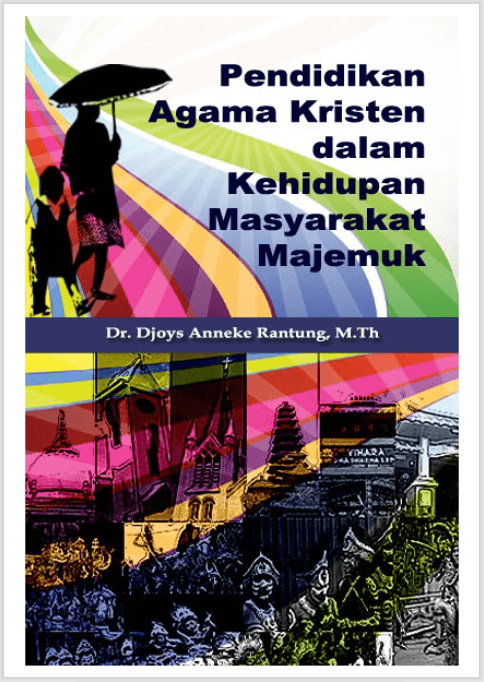 Pendidikan
Agama Kristen
dalam
Kehidupan
Masyarakat
Majemuk
Dr. Djoys Anneke Rantung, M.Th
VIHARA